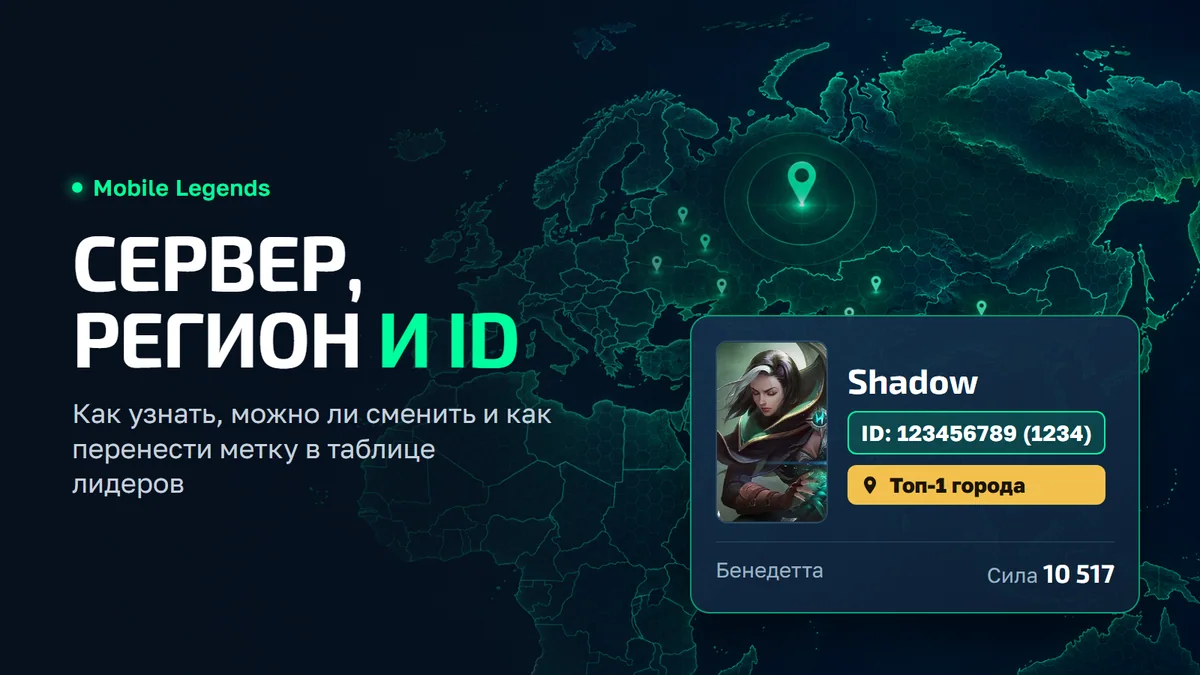 Mobile Legends
СЕРВЕР,
РЕГИОН И ID
Как узнать, можно ли сменить и как
перенести метку в таблице
лидеров
Shadow
ID: 123456789 (1234)
Топ-1 города
Бенедетта
Сила 10 517